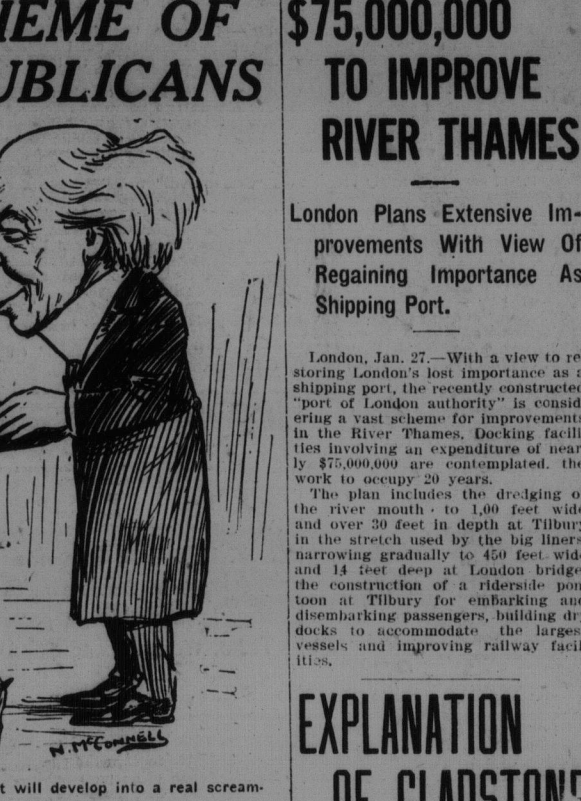 HEME OF
UBLICANS
N. McCONNELL
t will develop into a real scream-
$75,000,000
TO IMPROVE
RIVER THAMES
London Plans Extensive Im-
provements With View Of
Regaining Importance As
Shipping Port.
London, Jan. 27.—With a view to re
storing London's lost importance as a
shipping port, the recently constructed
"port of London authority" is consid
ering a vast scheme for improvements
in the River Thames. Docking facili
ties involving an expenditure of near
ly $75,000,000 are contemplated. the
work to occupy 20 years.
The plan includes the dredging o
the river mouth to 1,00 feet wide
and over 30 feet in depth at Tilbury
in the stretch used by the big liners
narrowing gradually to 450 feet wide
and 14 feet deep at London bridge
the construction of a riderside pon
toon at Tilbury for embarking and
disembarking passengers, building dry
docks to accommodate the larges
vessels and improving railway facil
ities.
EXPLANATION
OF GLADSTONE